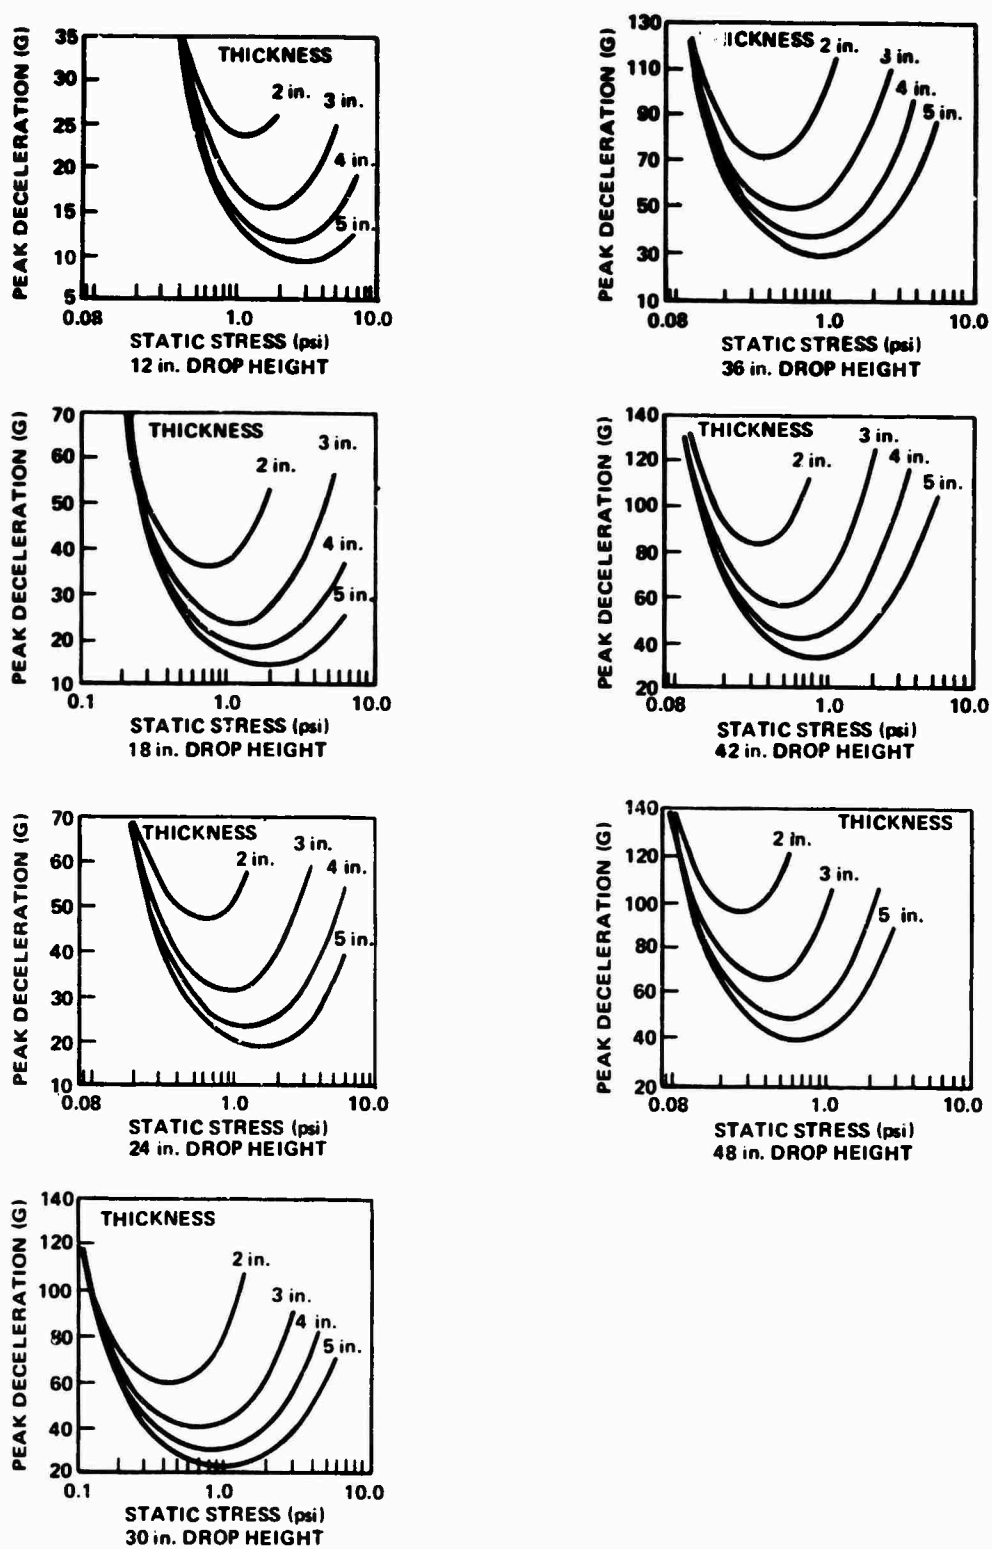 PEAK DECELERATION (G)
35
30
25
20
15
10
5
THICKNESS
2 in.
3 in.
4 in.
5 in.
0.08
1.0
10.0
STATIC STRESS (psi)
12 in. DROP HEIGHT
PEAK DECELERATION (G)
130
110
90
70
50
30
10
ICKNESS
2 in.
3 in.
4 in.
5 in.
0.08
1.0
10.0
STATIC STRESS (psi)
36 in. DROP HEIGHT
PEAK DECELERATION (G)
70
60
50
40
30
20
10
THICKNESS
2 in.
3 in.
4 in.
5 in.
0.1
1.0
10.0
STATIC STRESS (psi)
18 in. DROP HEIGHT
PEAK DECELERATION (G)
140
120
100
80
60
40
20
THICKNESS
2 in.
3 in.
4 in.
5 in.
0.08
1.0
10.0
STATIC STRESS (psi)
42 in. DROP HEIGHT
PEAK DECELERATION (G)
70
60
50
40
30
20
10
THICKNESS
2 in.
3 in.
4 in.
5 in.
0.08
1.0
10.0
STATIC STRESS (psi)
24 in. DROP HEIGHT
PEAK DECELERATION (G)
140
120
100
80
60
40
20
THICKNESS
2 in.
3 in.
5 in.
0.08
1.0
10.0
STATIC STRESS (psi)
48 in. DROP HEIGHT
PEAK DECELERATION (G)
140
120
100
80
60
40
20
THICKNESS
2 in.
3 in.
4 in.
5 in.
0.1
1.0
10.0
STATIC STRESS (psi)
30 in. DROP HEIGHT